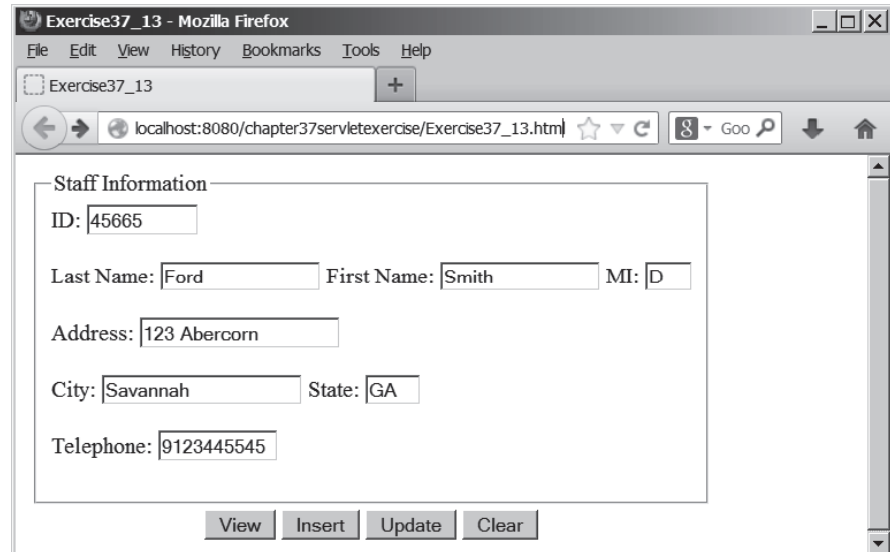 Exercise37_13 - Mozilla Firefox
File Edit View History Bookmarks Tools Help
Exercise37_13
localhost:8080/chapter37servletexercise/Exercise37_13.html 8 Goo
Staff Information
ID: 45665
Last Name: Ford First Name: Smith MI: D
Address: 123 Abercorn
City: Savannah State: GA
Telephone: 9123445545
View Insert Update Clear